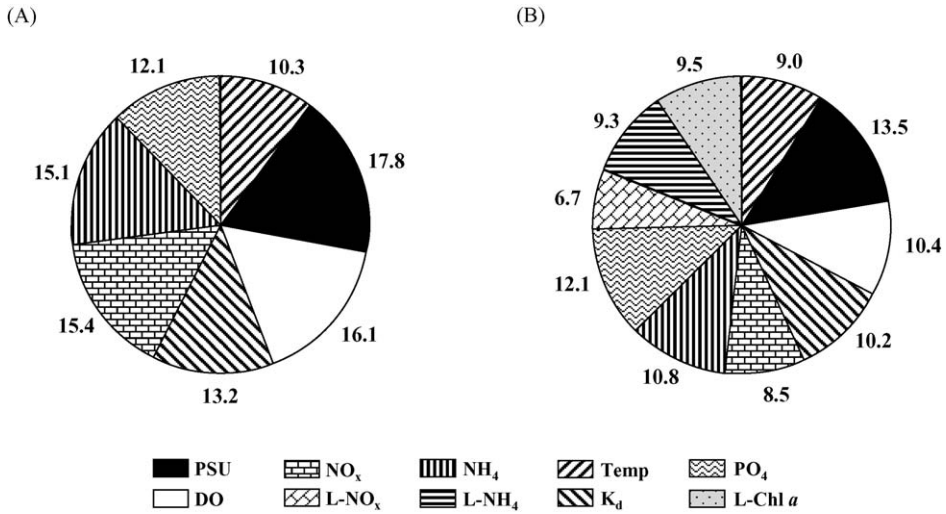 (A)
(B)
12.1
10.3
17.8
16.1
13.2
15.4
15.1
9.5
9.0
13.5
10.4
10.2
8.5
10.8
12.1
6.7
9.3
PSU
NOₓ
NH₄
Temp
PO₄
DO
L-NOₓ
L-NH₄
K_d
L-Chl a